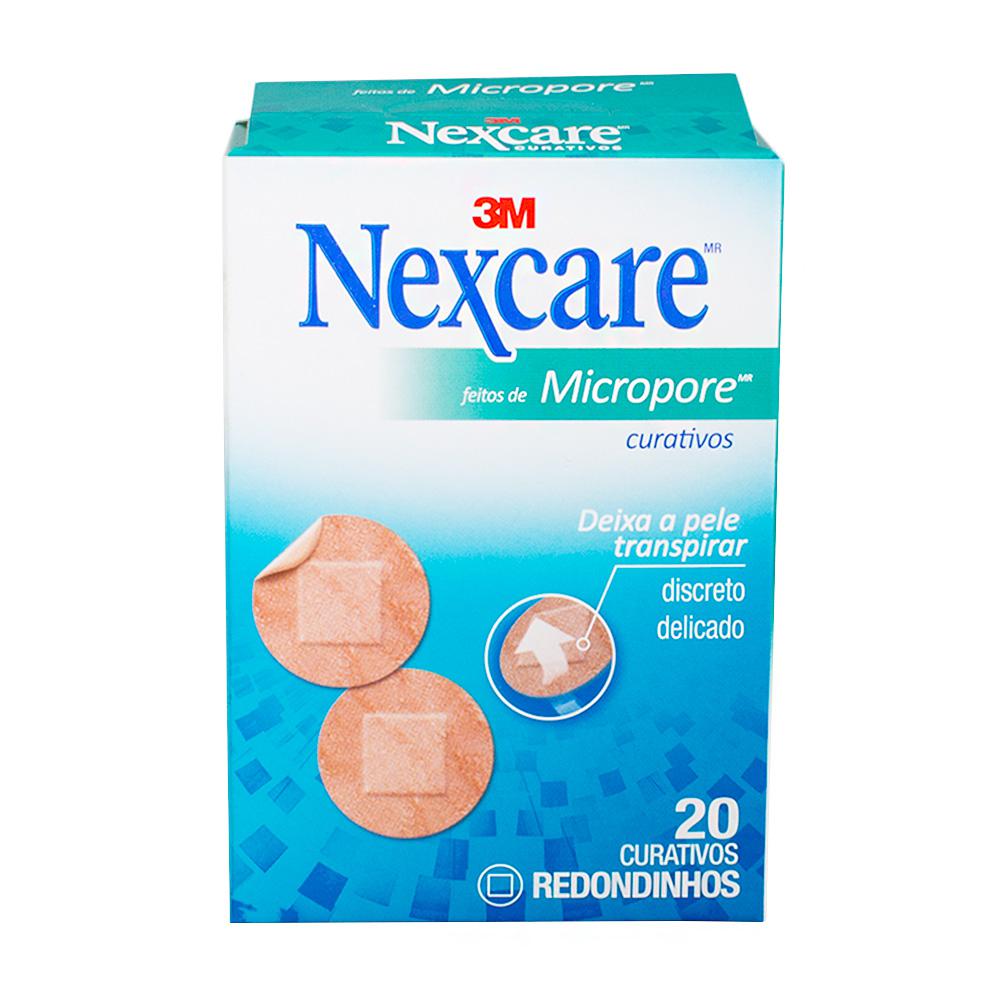 feitos de Micropore MR
3M
Nexcare MR
CURATIVOS
3M
Nexcare MR
feitos de Micropore MR
curativos
Deixa a pele
transpirar
discreto
delicado
20
CURATIVOS
REDONDINHOS